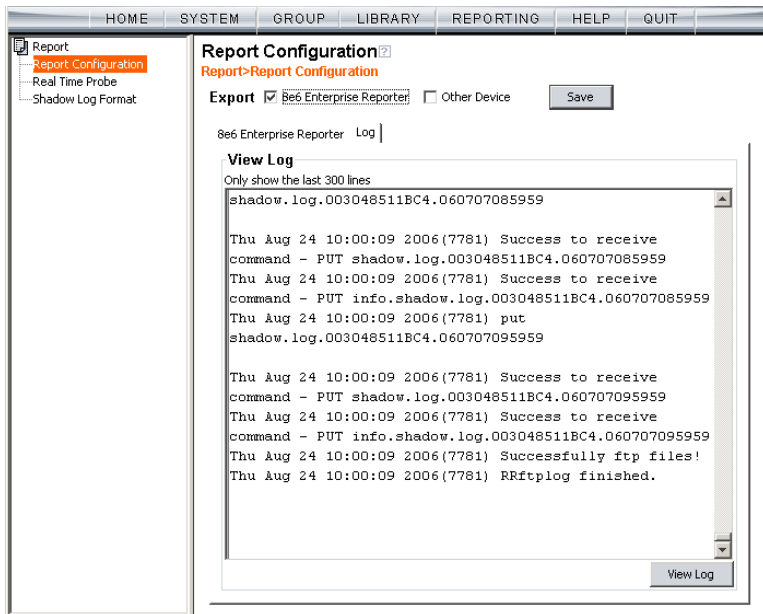 HOME SYSTEM GROUP LIBRARY REPORTING HELP QUIT
Report
Report Configuration
Real Time Probe
Shadow Log Format
Report Configuration?
Report>Report Configuration
Export 8e6 Enterprise Reporter Other Device Save
8e6 Enterprise Reporter Log
View Log
Only show the last 300 lines
shadow.log.003048511BC4.060707085959
Thu Aug 24 10:00:09 2006(7781) Success to receive
command - PUT shadow.log.003048511BC4.060707085959
Thu Aug 24 10:00:09 2006(7781) Success to receive
command - PUT info.shadow.log.003048511BC4.060707085959
Thu Aug 24 10:00:09 2006(7781) put
shadow.log.003048511BC4.060707095959
Thu Aug 24 10:00:09 2006(7781) Success to receive
command - PUT shadow.log.003048511BC4.060707095959
Thu Aug 24 10:00:09 2006(7781) Success to receive
command - PUT info.shadow.log.003048511BC4.060707095959
Thu Aug 24 10:00:09 2006(7781) Successfully ftp files!
Thu Aug 24 10:00:09 2006(7781) RRftplog finished.
View Log